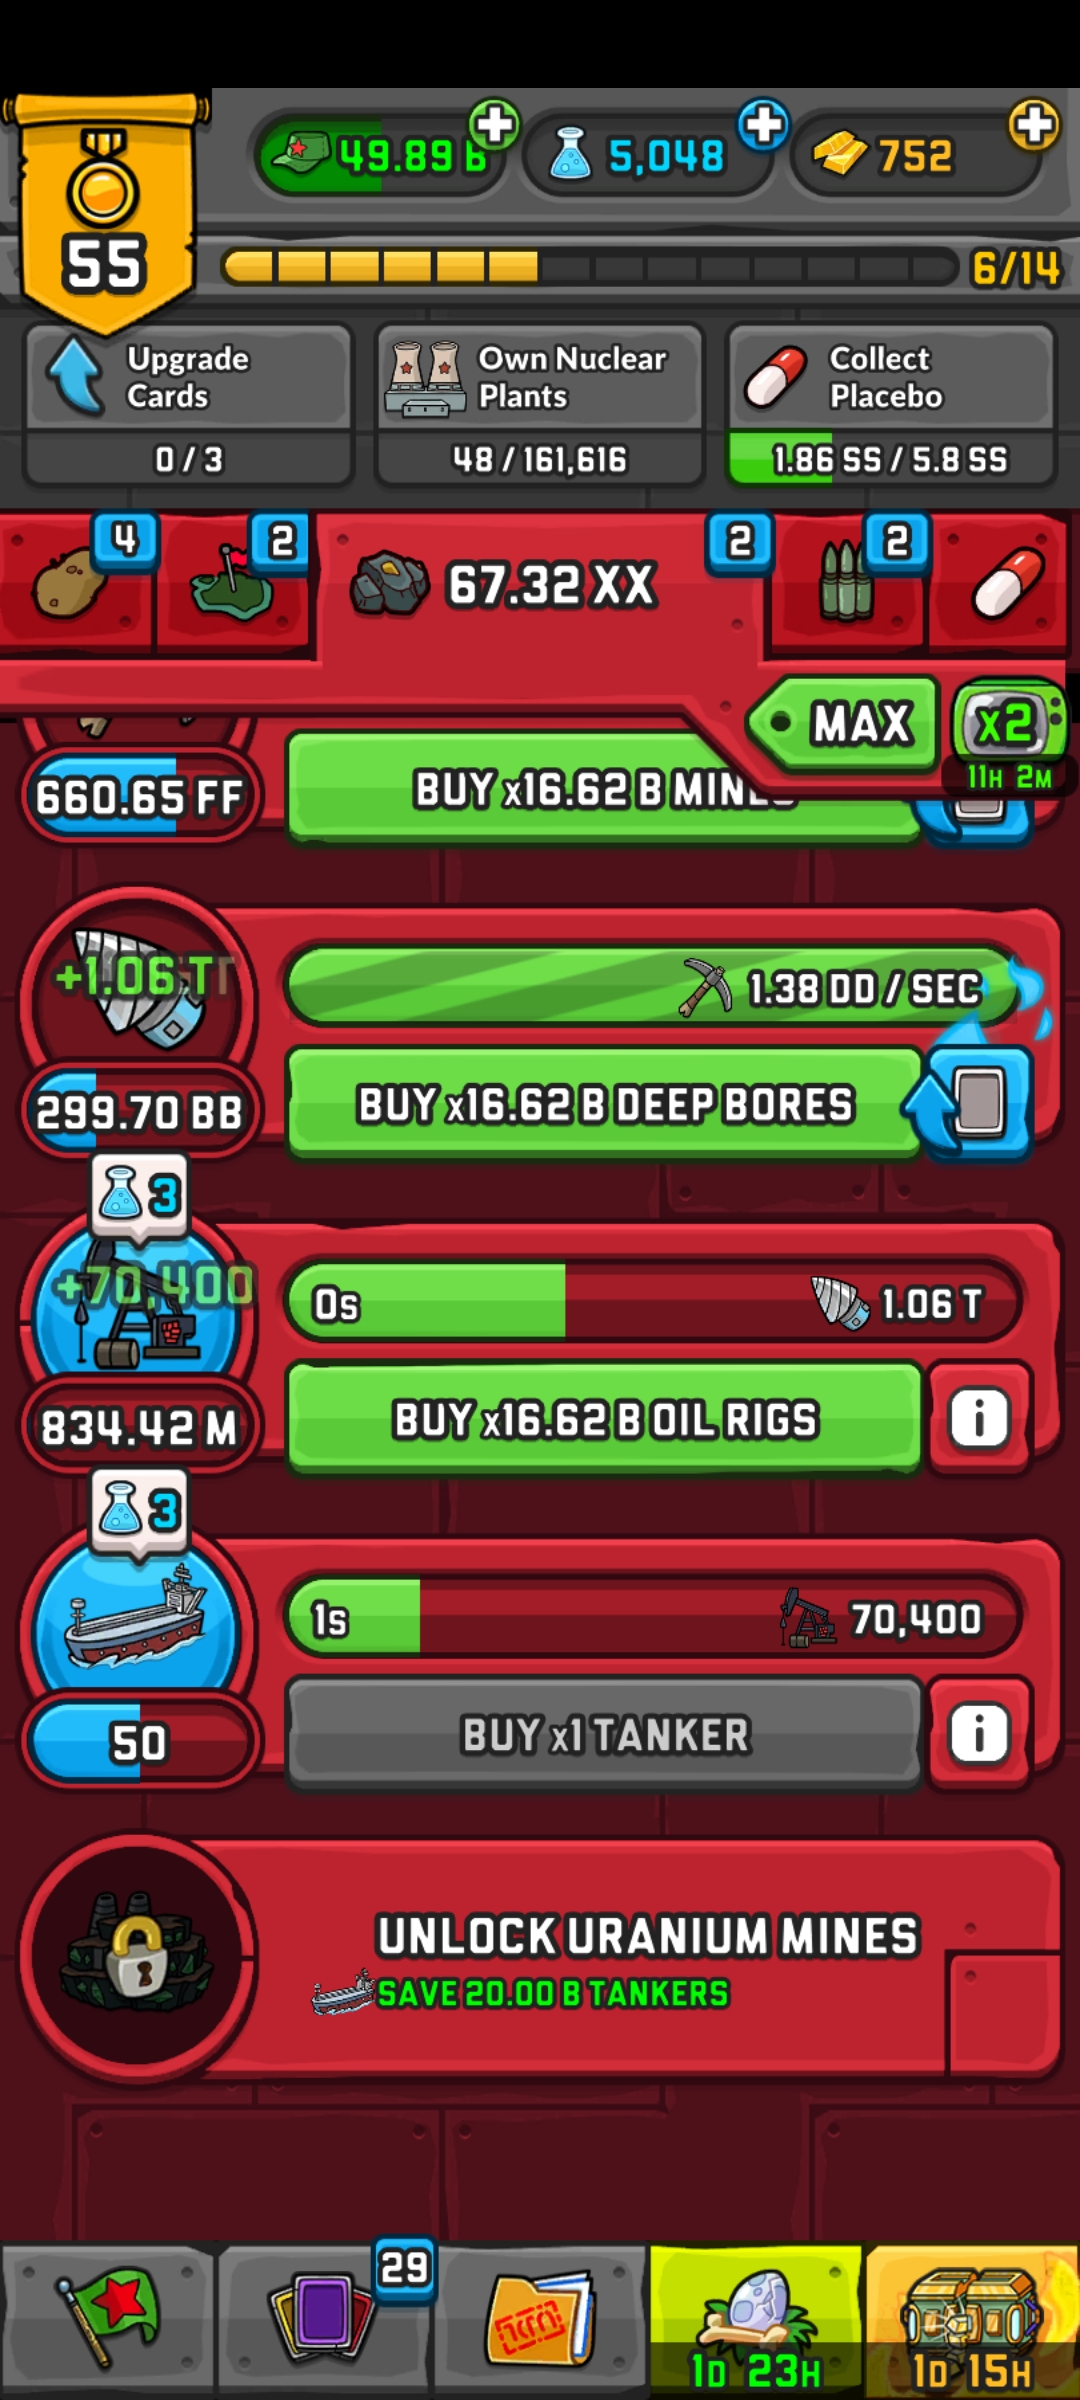 49.89 B
5,048
752
55
6/14
Upgrade Cards
Own Nuclear Plants
Collect Placebo
0 / 3
48 / 161,616
1.86 SS / 5.8 SS
4
2
67.32 XX
2
2
MAX
x2
11H 2M
660.65 FF
BUY x16.62 B MINES
+1.06 T
1.38 DD / SEC
299.70 BB
BUY x16.62 B DEEP BORES
3
+70,400
0s
1.06 T
834.42 M
BUY x16.62 B OIL RIGS
i
3
1s
70,400
50
BUY x1 TANKER
i
UNLOCK URANIUM MINES
SAVE 20.00 B TANKERS
29
1D 23H
1D 15H